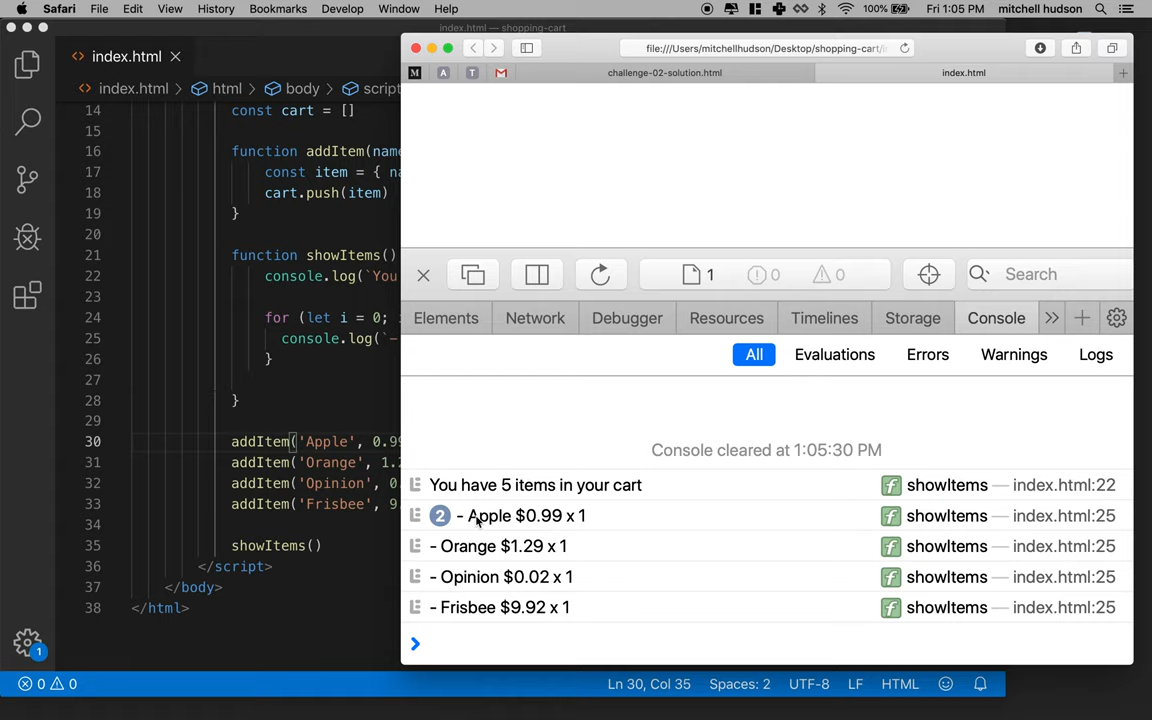 Safari File Edit View History Bookmarks Develop Window Help 100% Fri 1:05 PM mitchell hudson
index.html — shopping-cart
index.html
index.html > html > body > script
14 const cart = []
15
16 function addItem(name
17 const item = { na
18 cart.push(item)
19 }
20
21 function showItems()
22 console.log(`You
23
24 for (let i = 0; i
25 console.log(`-
26 }
27
28 }
29
30 addItem('Apple', 0.99
31 addItem('Orange', 1.2
32 addItem('Opinion', 0.
33 addItem('Frisbee', 9.
34
35 showItems()
36 </script>
37 </body>
38 </html>
1
0 0
Ln 30, Col 35 Spaces: 2 UTF-8 LF HTML
file:///Users/mitchellhudson/Desktop/shopping-cart/
M A T M
challenge-02-solution.html index.html
1 0 0 Search
Elements Network Debugger Resources Timelines Storage Console
All Evaluations Errors Warnings Logs
Console cleared at 1:05:30 PM
You have 5 items in your cart f showItems — index.html:22
2 - Apple $0.99 x 1 f showItems — index.html:25
- Orange $1.29 x 1 f showItems — index.html:25
- Opinion $0.02 x 1 f showItems — index.html:25
- Frisbee $9.92 x 1 f showItems — index.html:25